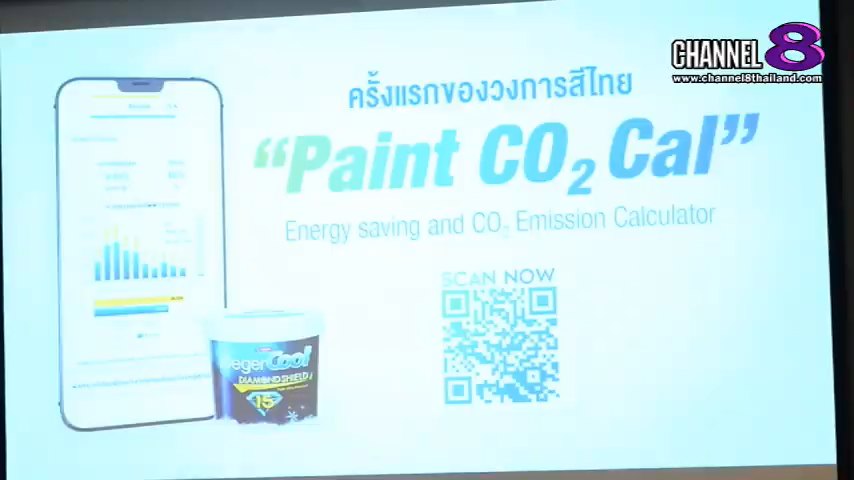 CHANNEL 8
www.channel8thailand.com
ครั้งแรกของวงการสีไทย
“Paint CO₂ Cal”
Energy saving and CO₂ Emission Calculator
SCAN NOW
egerCool
DIAMONDSHIELD
15